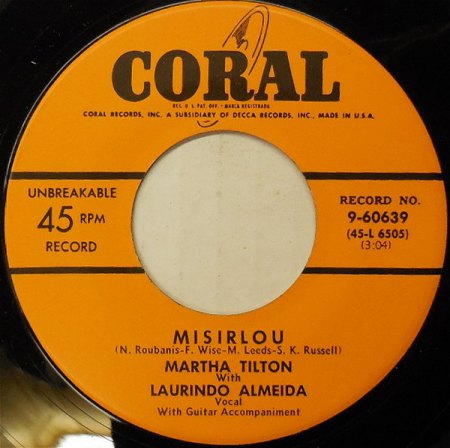 CORAL
REG. U.S. PAT. OFF. - MARCA REGISTRADA
CORAL RECORDS, INC. A SUBSIDIARY OF DECCA RECORDS, INC., MADE IN U.S.A.
UNBREAKABLE
45 RPM
RECORD
RECORD NO.
9-60639
(45-L 6505)
(3:04)
MISIRLOU
(N. Roubanis-F. Wise-M. Leeds-S. K. Russell)
MARTHA TILTON
With
LAURINDO ALMEIDA
Vocal
With Guitar Accompaniment